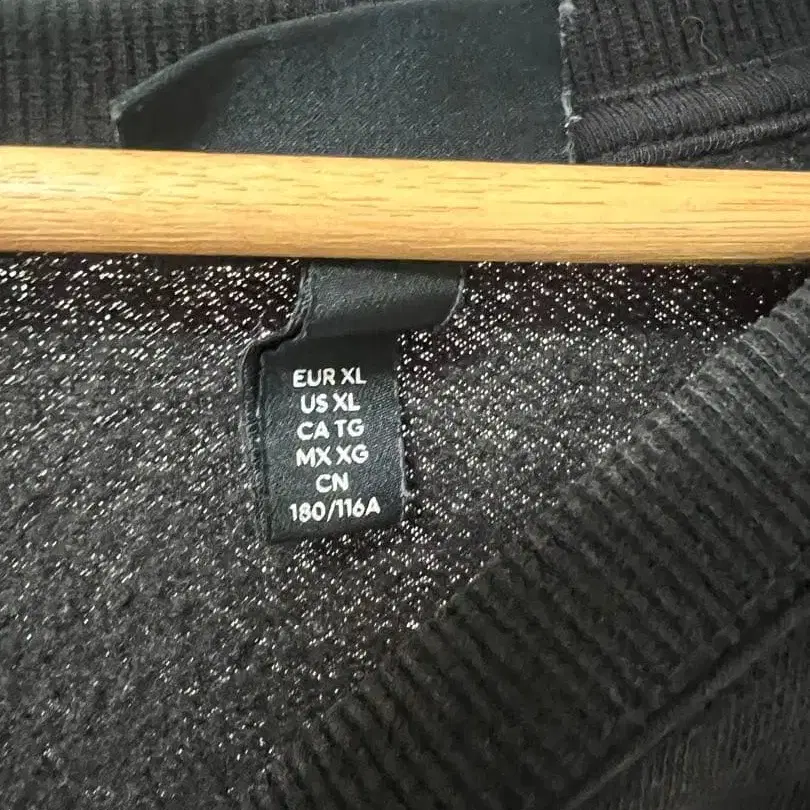 EUR XL
US XL
CA TG
MX XG
CN
180/116A